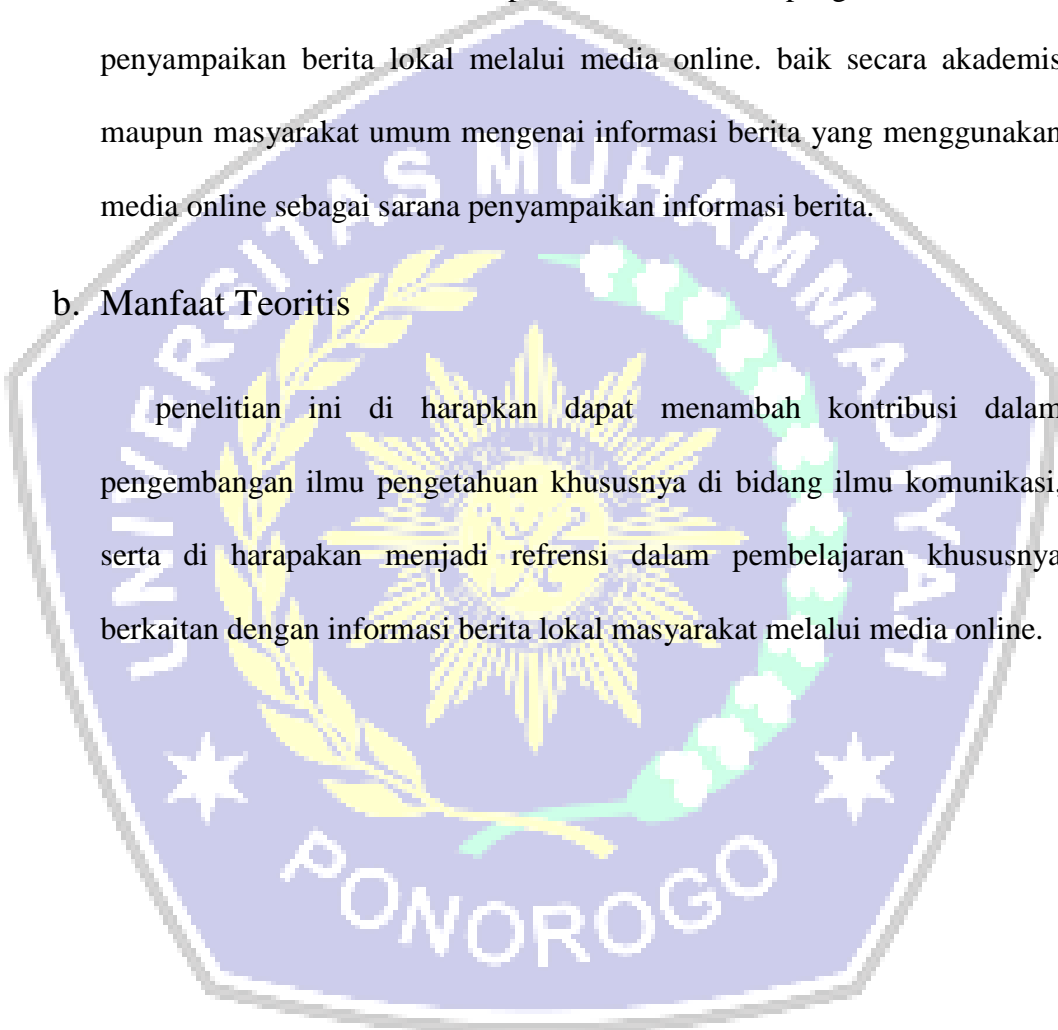 penyampaikan berita lokal melalui media online. baik secara akademis
maupun masyarakat umum mengenai informasi berita yang menggunakan
media online sebagai sarana penyampaikan informasi berita.
b. Manfaat Teoritis
penelitian ini di harapkan dapat menambah kontribusi dalam
pengembangan ilmu pengetahuan khususnya di bidang ilmu komunikasi,
serta di harapakan menjadi refrensi dalam pembelajaran khususnya
berkaitan dengan informasi berita lokal masyarakat melalui media online.
UNIVERSITAS MUHAMMADIYAH
PONOROGO